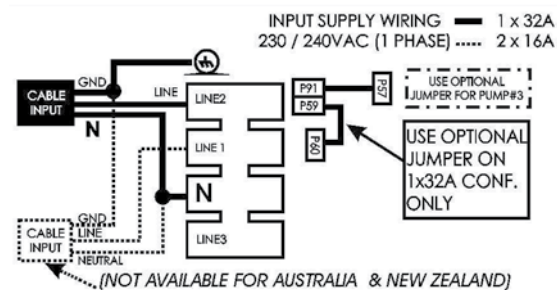 INPUT SUPPLY WIRING 1 x 32A
230 / 240VAC (1 PHASE) 2 x 16A
GND
CABLE INPUT
LINE
N
LINE2
LINE 1
N
LINE3
P91
P59
P57
P60
USE OPTIONAL
JUMPER FOR PUMP#3
USE OPTIONAL
JUMPER ON
1x32A CONF.
ONLY
GND
CABLE INPUT
LINE
NEUTRAL
(NOT AVAILABLE FOR AUSTRALIA & NEW ZEALAND)